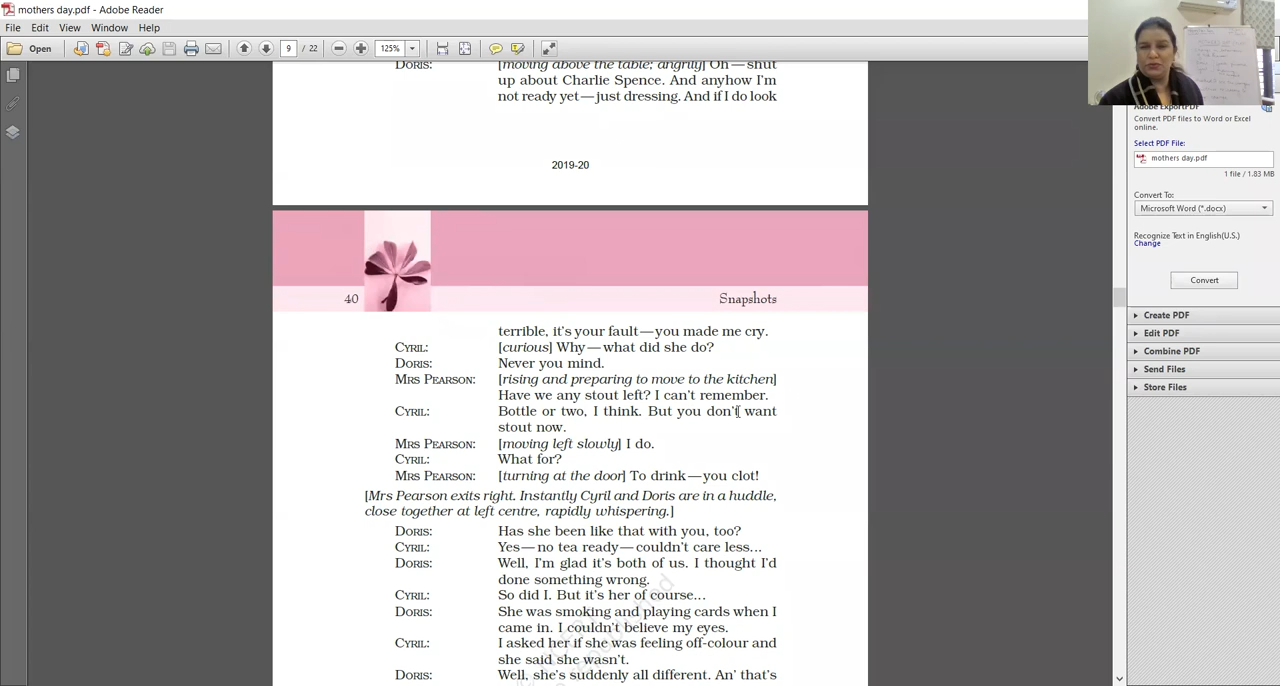 mothers day.pdf - Adobe Reader
File Edit View Window Help
Open 9 / 22 125%
DORIS: [moving above the table; angrily] Oh—shut
up about Charlie Spence. And anyhow I'm
not ready yet—just dressing. And if I do look
2019-20
40 Snapshots
terrible, it's your fault—you made me cry.
CYRIL: [curious] Why—what did she do?
DORIS: Never you mind.
MRS PEARSON: [rising and preparing to move to the kitchen]
Have we any stout left? I can't remember.
CYRIL: Bottle or two, I think. But you don't want
stout now.
MRS PEARSON: [moving left slowly] I do.
CYRIL: What for?
MRS PEARSON: [turning at the door] To drink—you clot!
[Mrs Pearson exits right. Instantly Cyril and Doris are in a huddle,
close together at left centre, rapidly whispering.]
DORIS: Has she been like that with you, too?
CYRIL: Yes—no tea ready—couldn't care less...
DORIS: Well, I'm glad it's both of us. I thought I'd
done something wrong.
CYRIL: So did I. But it's her of course...
DORIS: She was smoking and playing cards when I
came in. I couldn't believe my eyes.
CYRIL: I asked her if she was feeling off-colour and
she said she wasn't.
DORIS: Well, she's suddenly all different. An' that's
Adobe ExportPDF
Convert PDF files to Word or Excel
online.
Select PDF File:
mothers day.pdf
1 file / 1.83 MB
Convert To:
Microsoft Word (*.docx)
Recognize Text in English(U.S.)
Change
Convert
Create PDF
Edit PDF
Combine PDF
Send Files
Store Files